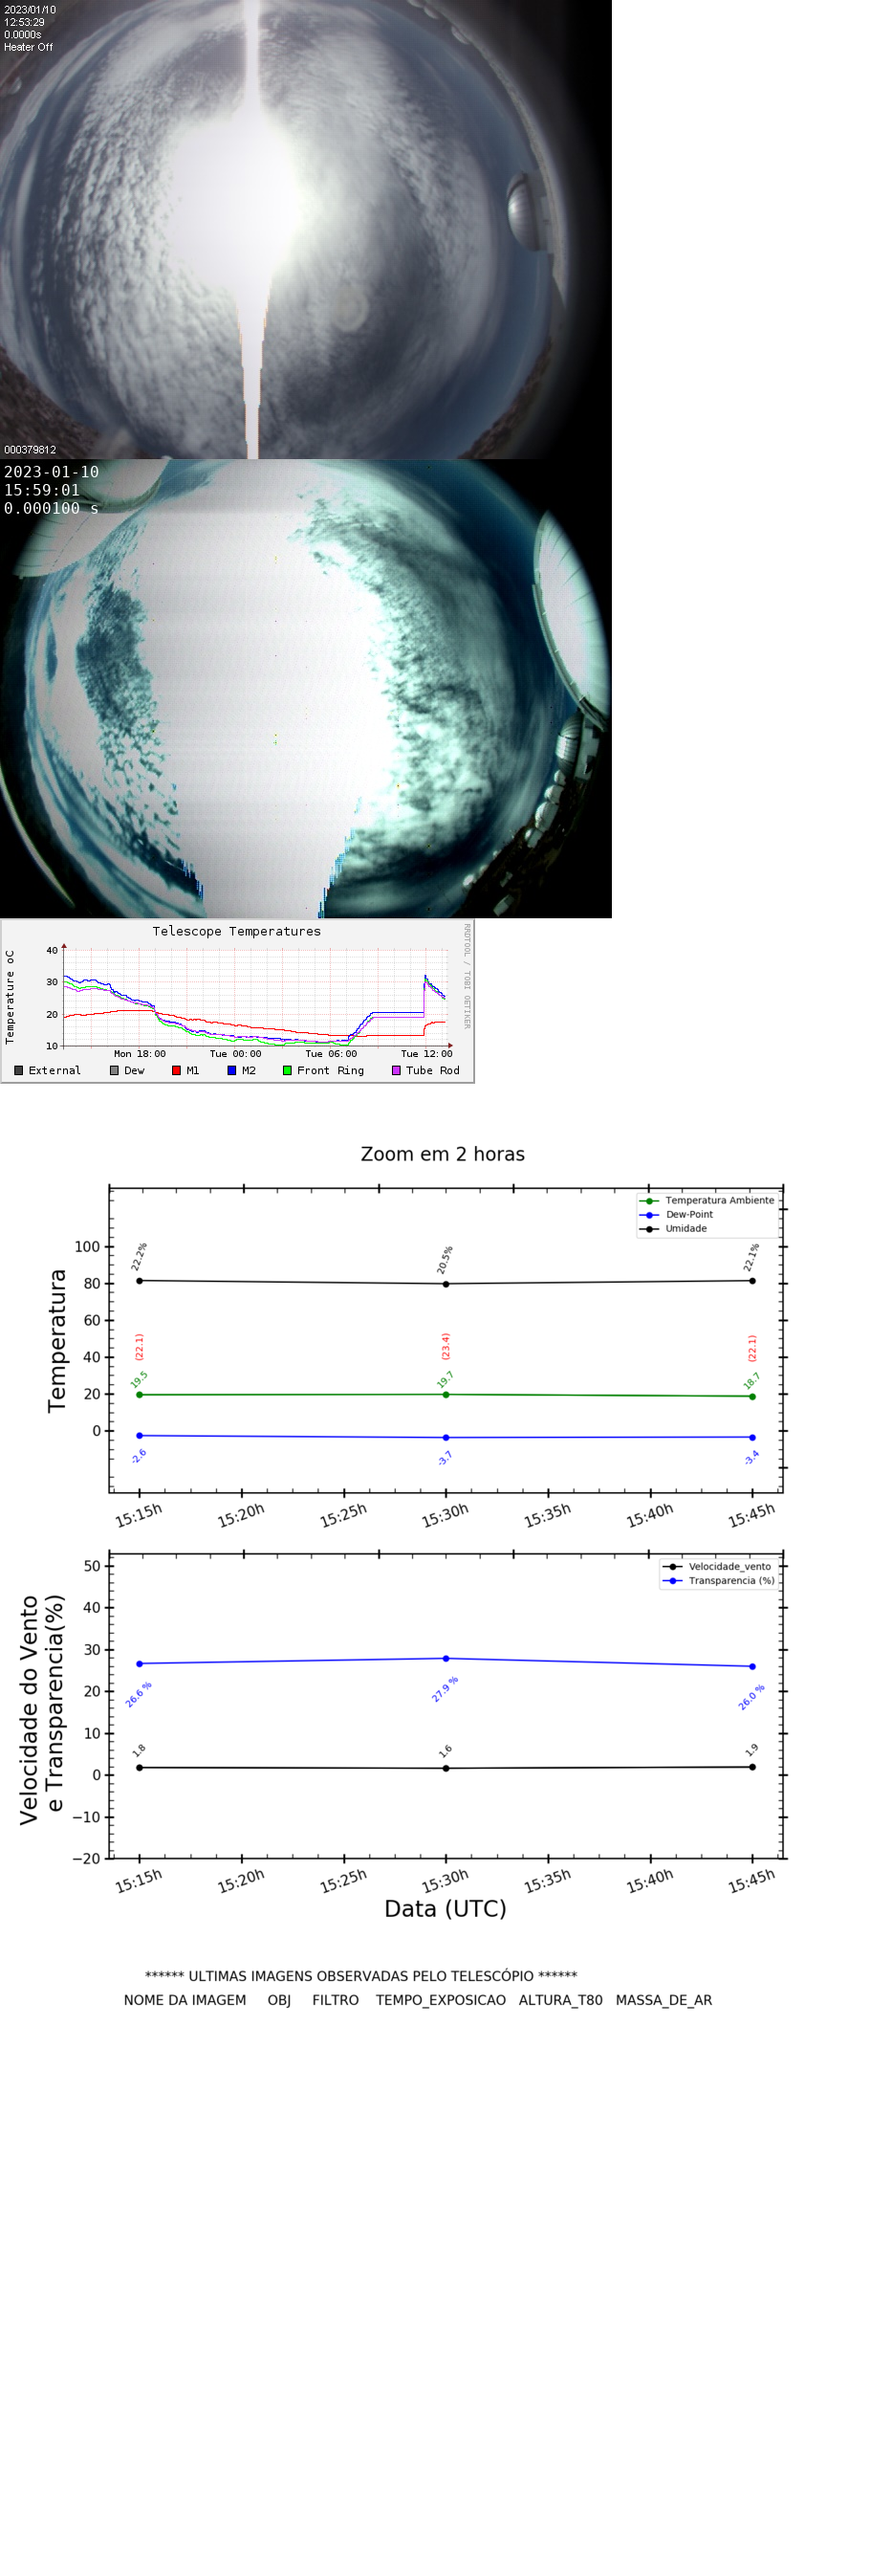 2023/01/10
12:53:29
0.0000s
Heater Off
000379812
2023-01-10
15:59:01
0.000100 s
Telescope Temperatures
RRDTOOL / TOBI OETIKER
Temperature oC
40
30
20
10
Mon 18:00 Tue 00:00 Tue 06:00 Tue 12:00
External Dew M1 M2 Front Ring Tube Rod
Zoom em 2 horas
Temperatura Ambiente
Dew-Point
Umidade
Temperatura
100
80
60
40
20
0
22.2% 20.5% 22.1%
(22.1) (23.4) (22.1)
19.5 19.7 18.7
-2.6 -3.7 -3.4
15:15h 15:20h 15:25h 15:30h 15:35h 15:40h 15:45h
Velocidade_vento
Transparencia (%)
Velocidade do Vento
e Transparencia(%)
50
40
30
20
10
0
−10
−20
26.6 % 27.9 % 26.0 %
1.8 1.6 1.9
15:15h 15:20h 15:25h 15:30h 15:35h 15:40h 15:45h
Data (UTC)
****** ULTIMAS IMAGENS OBSERVADAS PELO TELESCÓPIO ******
NOME DA IMAGEM OBJ FILTRO TEMPO_EXPOSICAO ALTURA_T80 MASSA_DE_AR